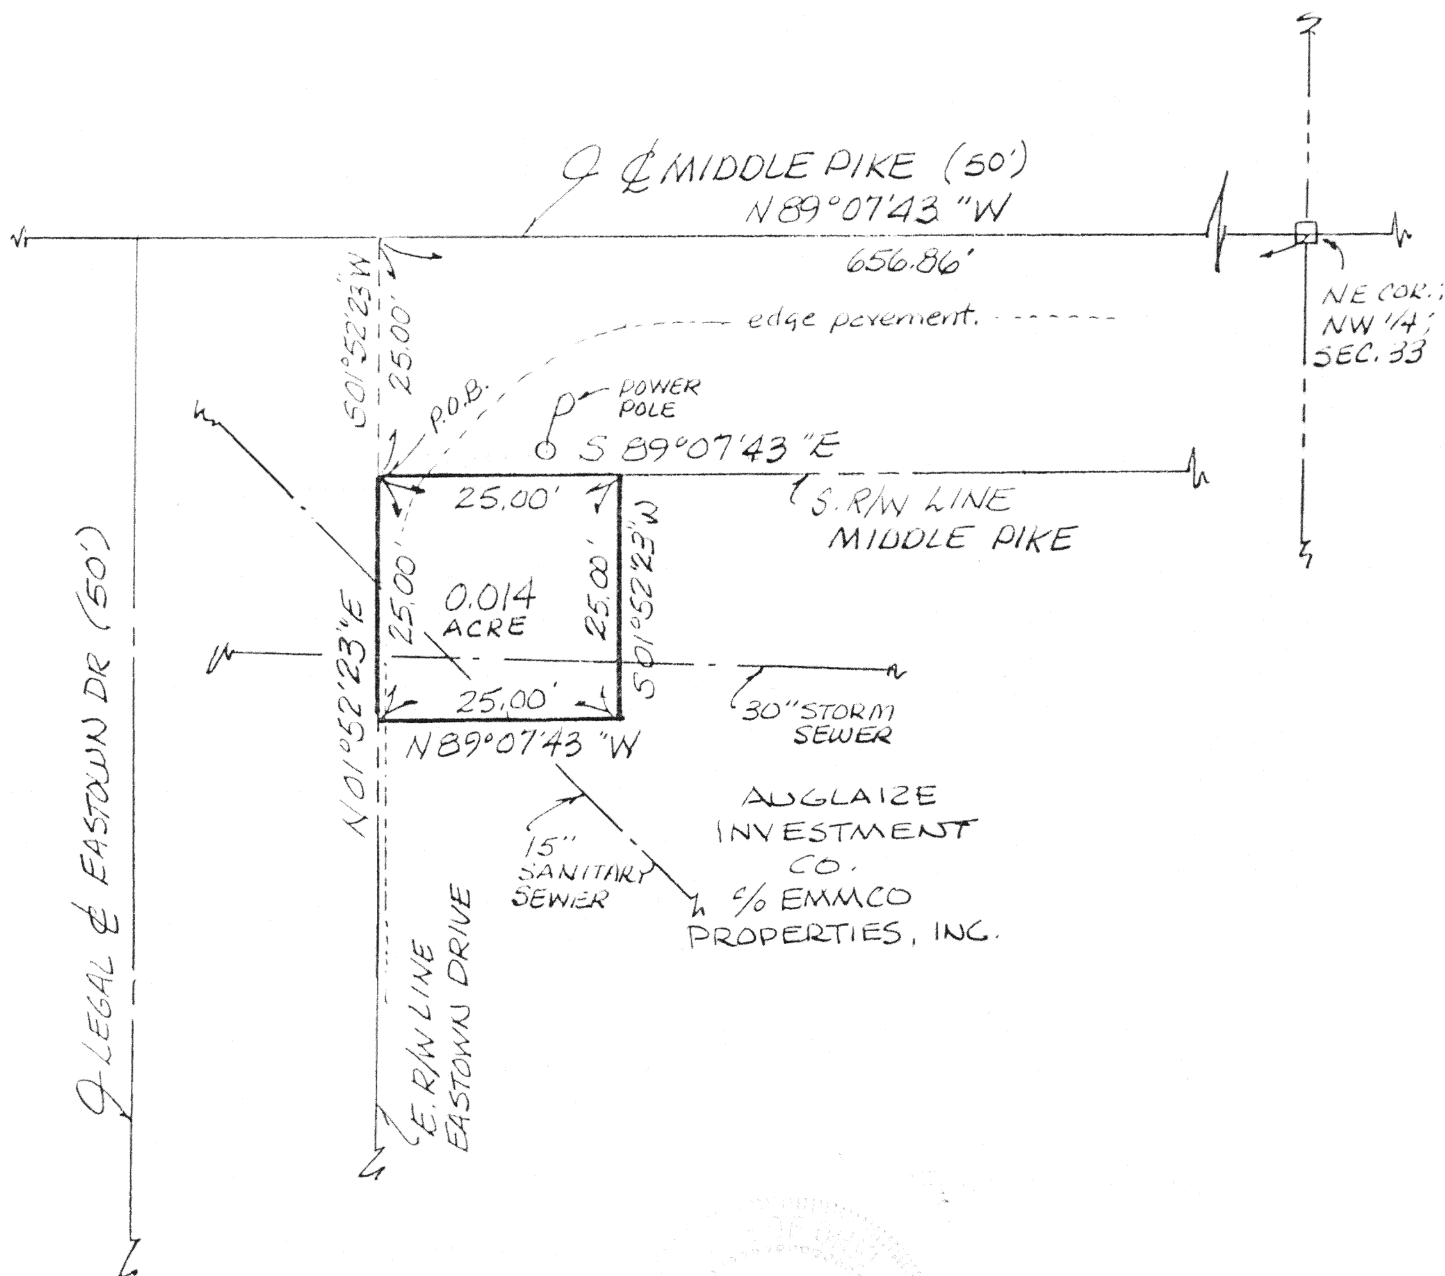 ℄ MIDDLE PIKE (50')
N 89°07'43"W
656.86'
NE COR.;
NW 1/4;
SEC. 33
S01°52'23"W
25.00'
edge pavement.
P.O.B.
POWER
POLE
S 89°07'43"E
25.00'
S. R/W LINE
MIDDLE PIKE
25.00'
0.014
ACRE
25.00'
S01°52'23"W
N01°52'23"E
25.00'
N 89°07'43"W
30" STORM
SEWER
15"
SANITARY
SEWER
AUGLAIZE
INVESTMENT
CO.
c/o EMMCO
PROPERTIES, INC.
LEGAL ℄ EASTOWN DR (50')
E. R/W LINE
EASTOWN DRIVE